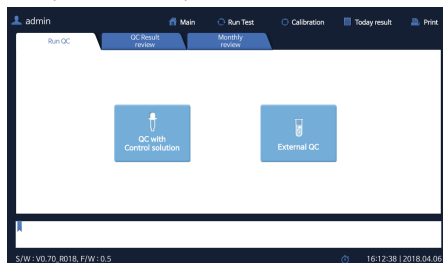 admin
Main
Run Test
Calibration
Today result
Print
Run QC
QC Result
review
Monthly
review
QC with
Control solution
External QC
S/W : V0.70_R018, F/W : 0.5
16:12:38 | 2018.04.06